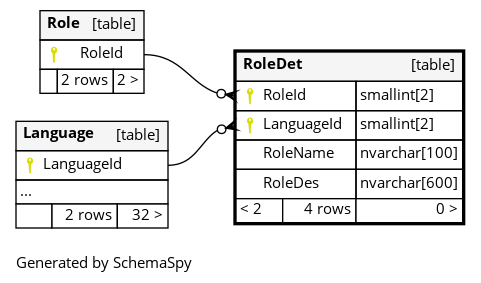 Role [table]
RoleId
2 rows 2 >
Language [table]
LanguageId
...
2 rows 32 >
RoleDet [table]
RoleId smallint[2]
LanguageId smallint[2]
RoleName nvarchar[100]
RoleDes nvarchar[600]
< 2 4 rows 0 >
Generated by SchemaSpy